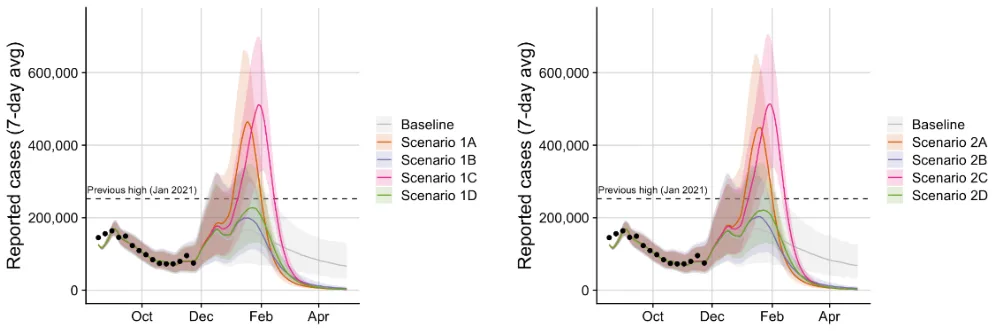 Reported cases (7-day avg)
600,000
400,000
200,000
0
Previous high (Jan 2021)
Oct
Dec
Feb
Apr
Baseline
Scenario 1A
Scenario 1B
Scenario 1C
Scenario 1D
Reported cases (7-day avg)
600,000
400,000
200,000
0
Previous high (Jan 2021)
Oct
Dec
Feb
Apr
Baseline
Scenario 2A
Scenario 2B
Scenario 2C
Scenario 2D